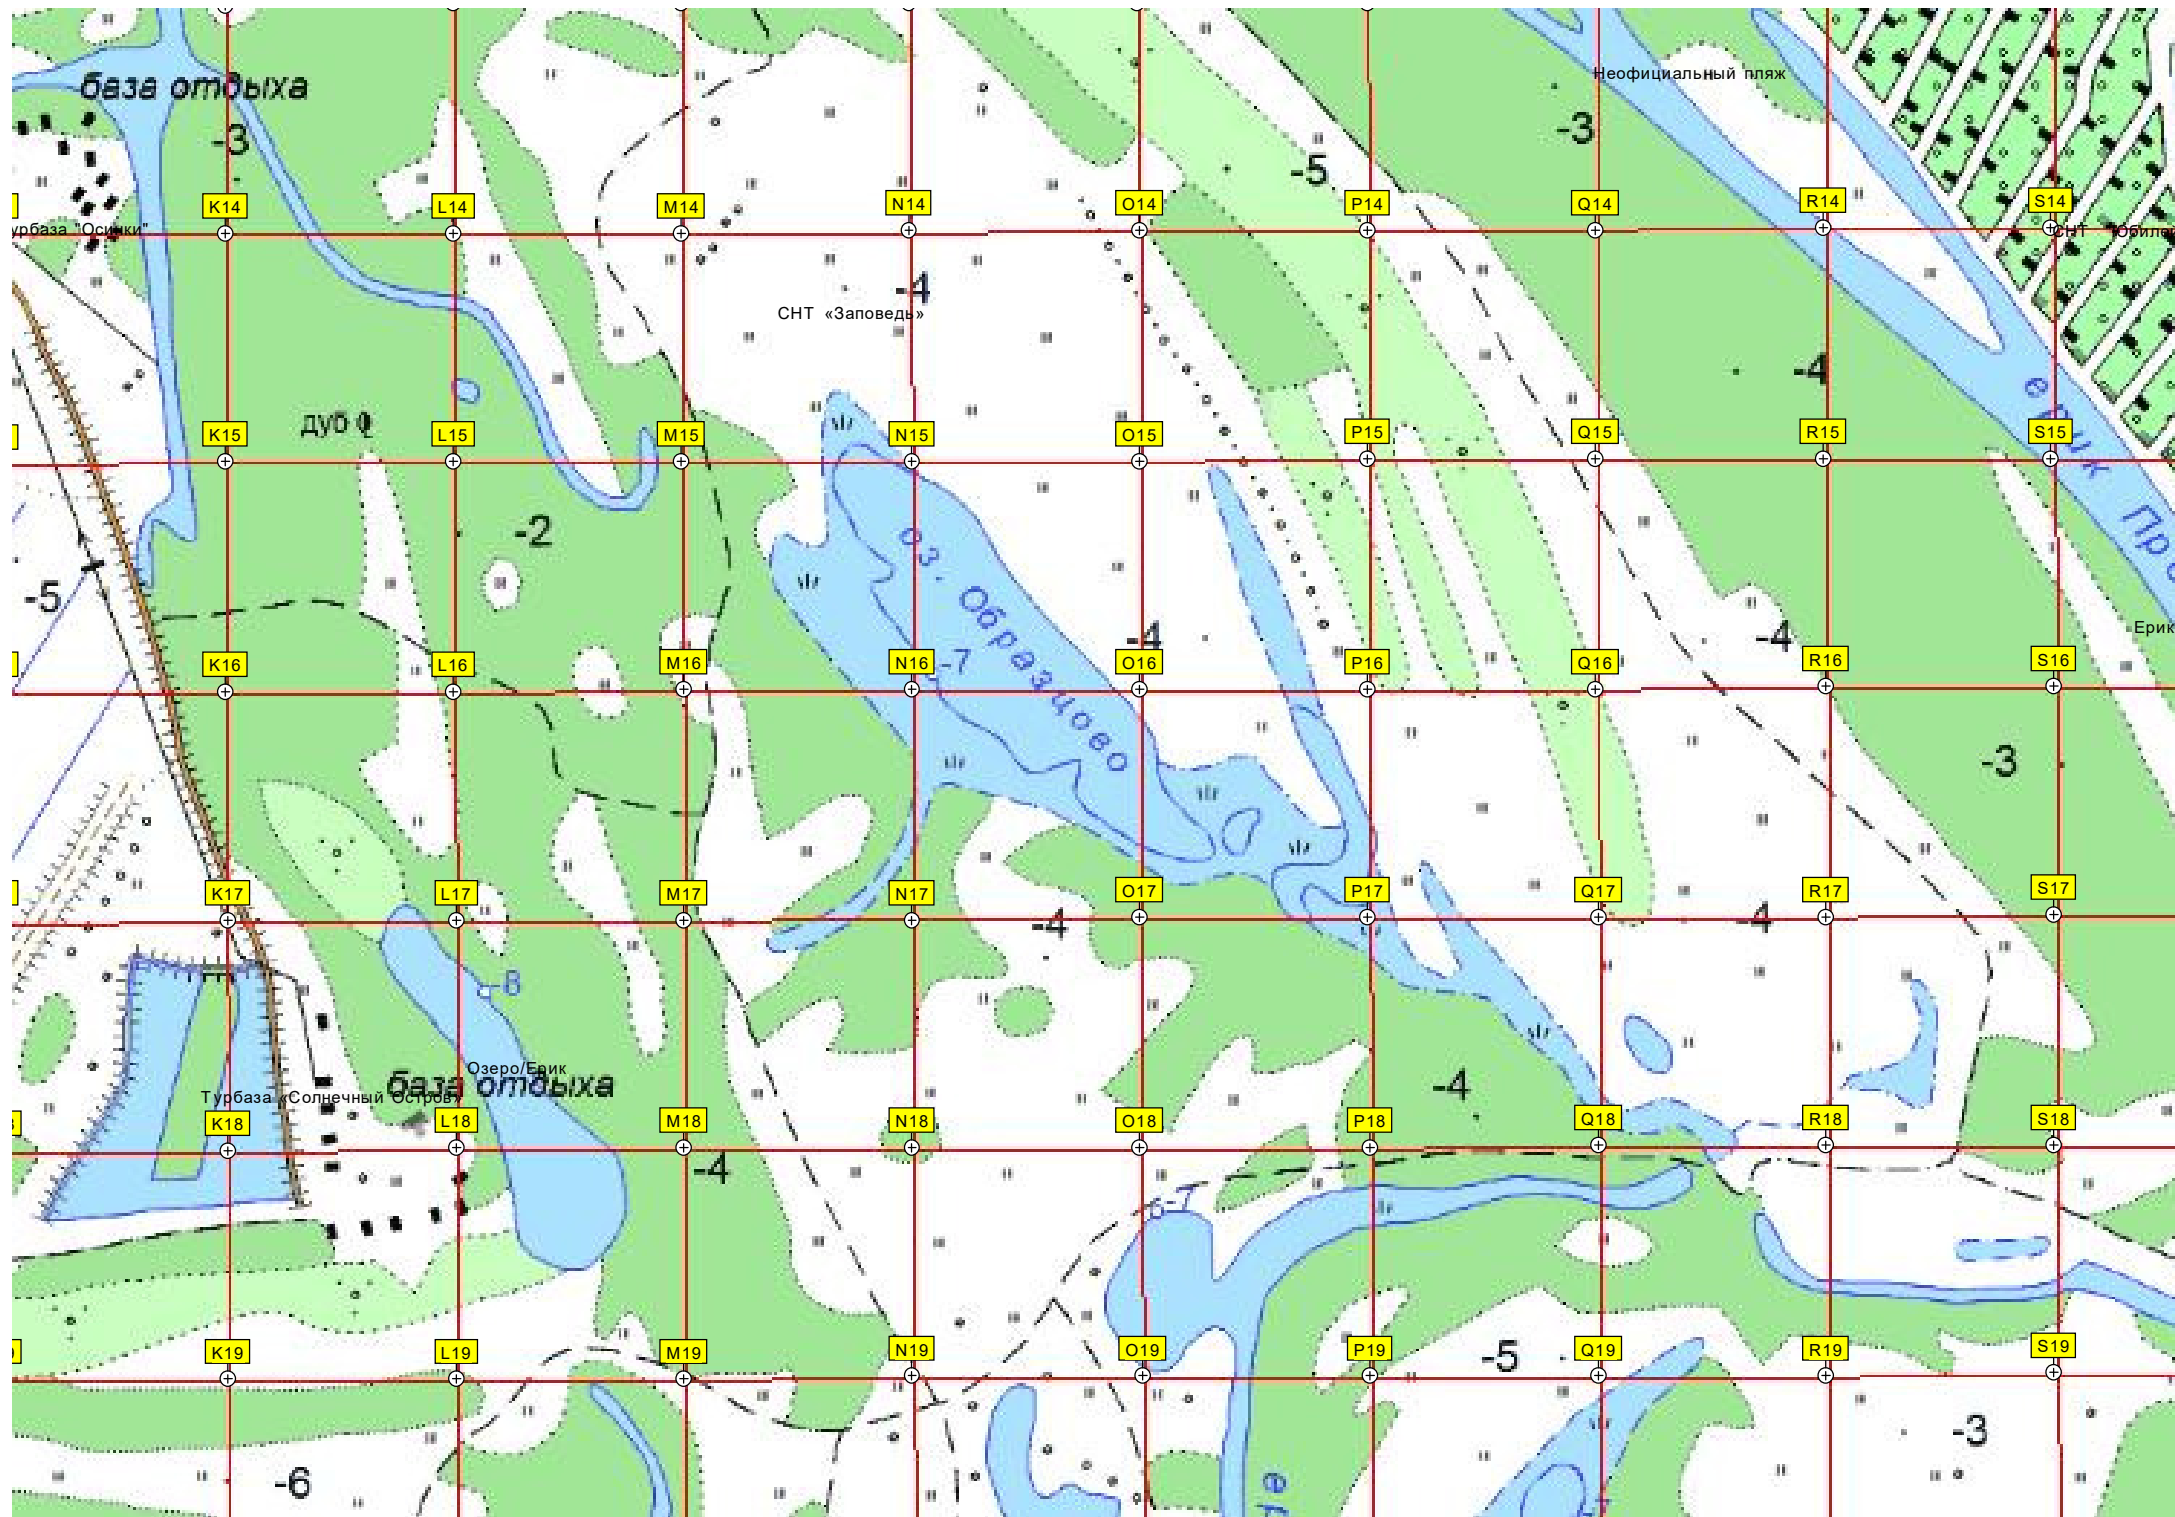 база отдыха
Неофициальный пляж
-3
-3
-5
K14
L14
M14
N14
O14
P14
Q14
R14
S14
-4
СНТ «Заповедь»
-4
ерик
дуб
K15
L15
M15
N15
O15
P15
Q15
R15
S15
-2
-5
оз. Образцово
-4
-4
Ерик
K16
L16
M16
N16
-7
O16
P16
Q16
R16
S16
-3
K17
L17
M17
N17
O17
P17
Q17
R17
S17
-4
-4
-8
Озеро/Ерик
база отдыха
Турбаза «Солнечный Остров»
-4
K18
L18
M18
N18
O18
P18
Q18
R18
S18
-4
K19
L19
M19
N19
O19
P19
-5
Q19
R19
S19
-3
-6